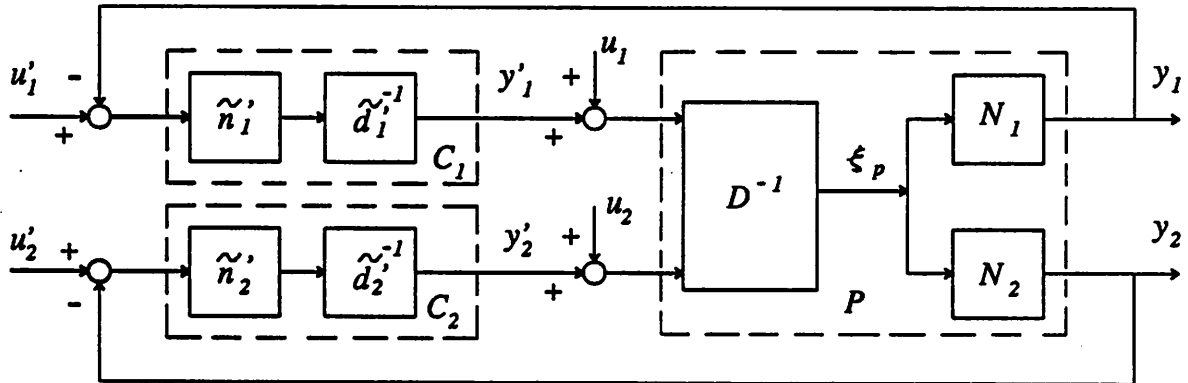 u'₁ - + ñ'₁ d̃'₁⁻¹ C₁ y'₁ + + u₁ D⁻¹ ξₚ N₁ y₁
u'₂ + - ñ'₂ d̃'₂⁻¹ C₂ y'₂ + + u₂ P N₂ y₂